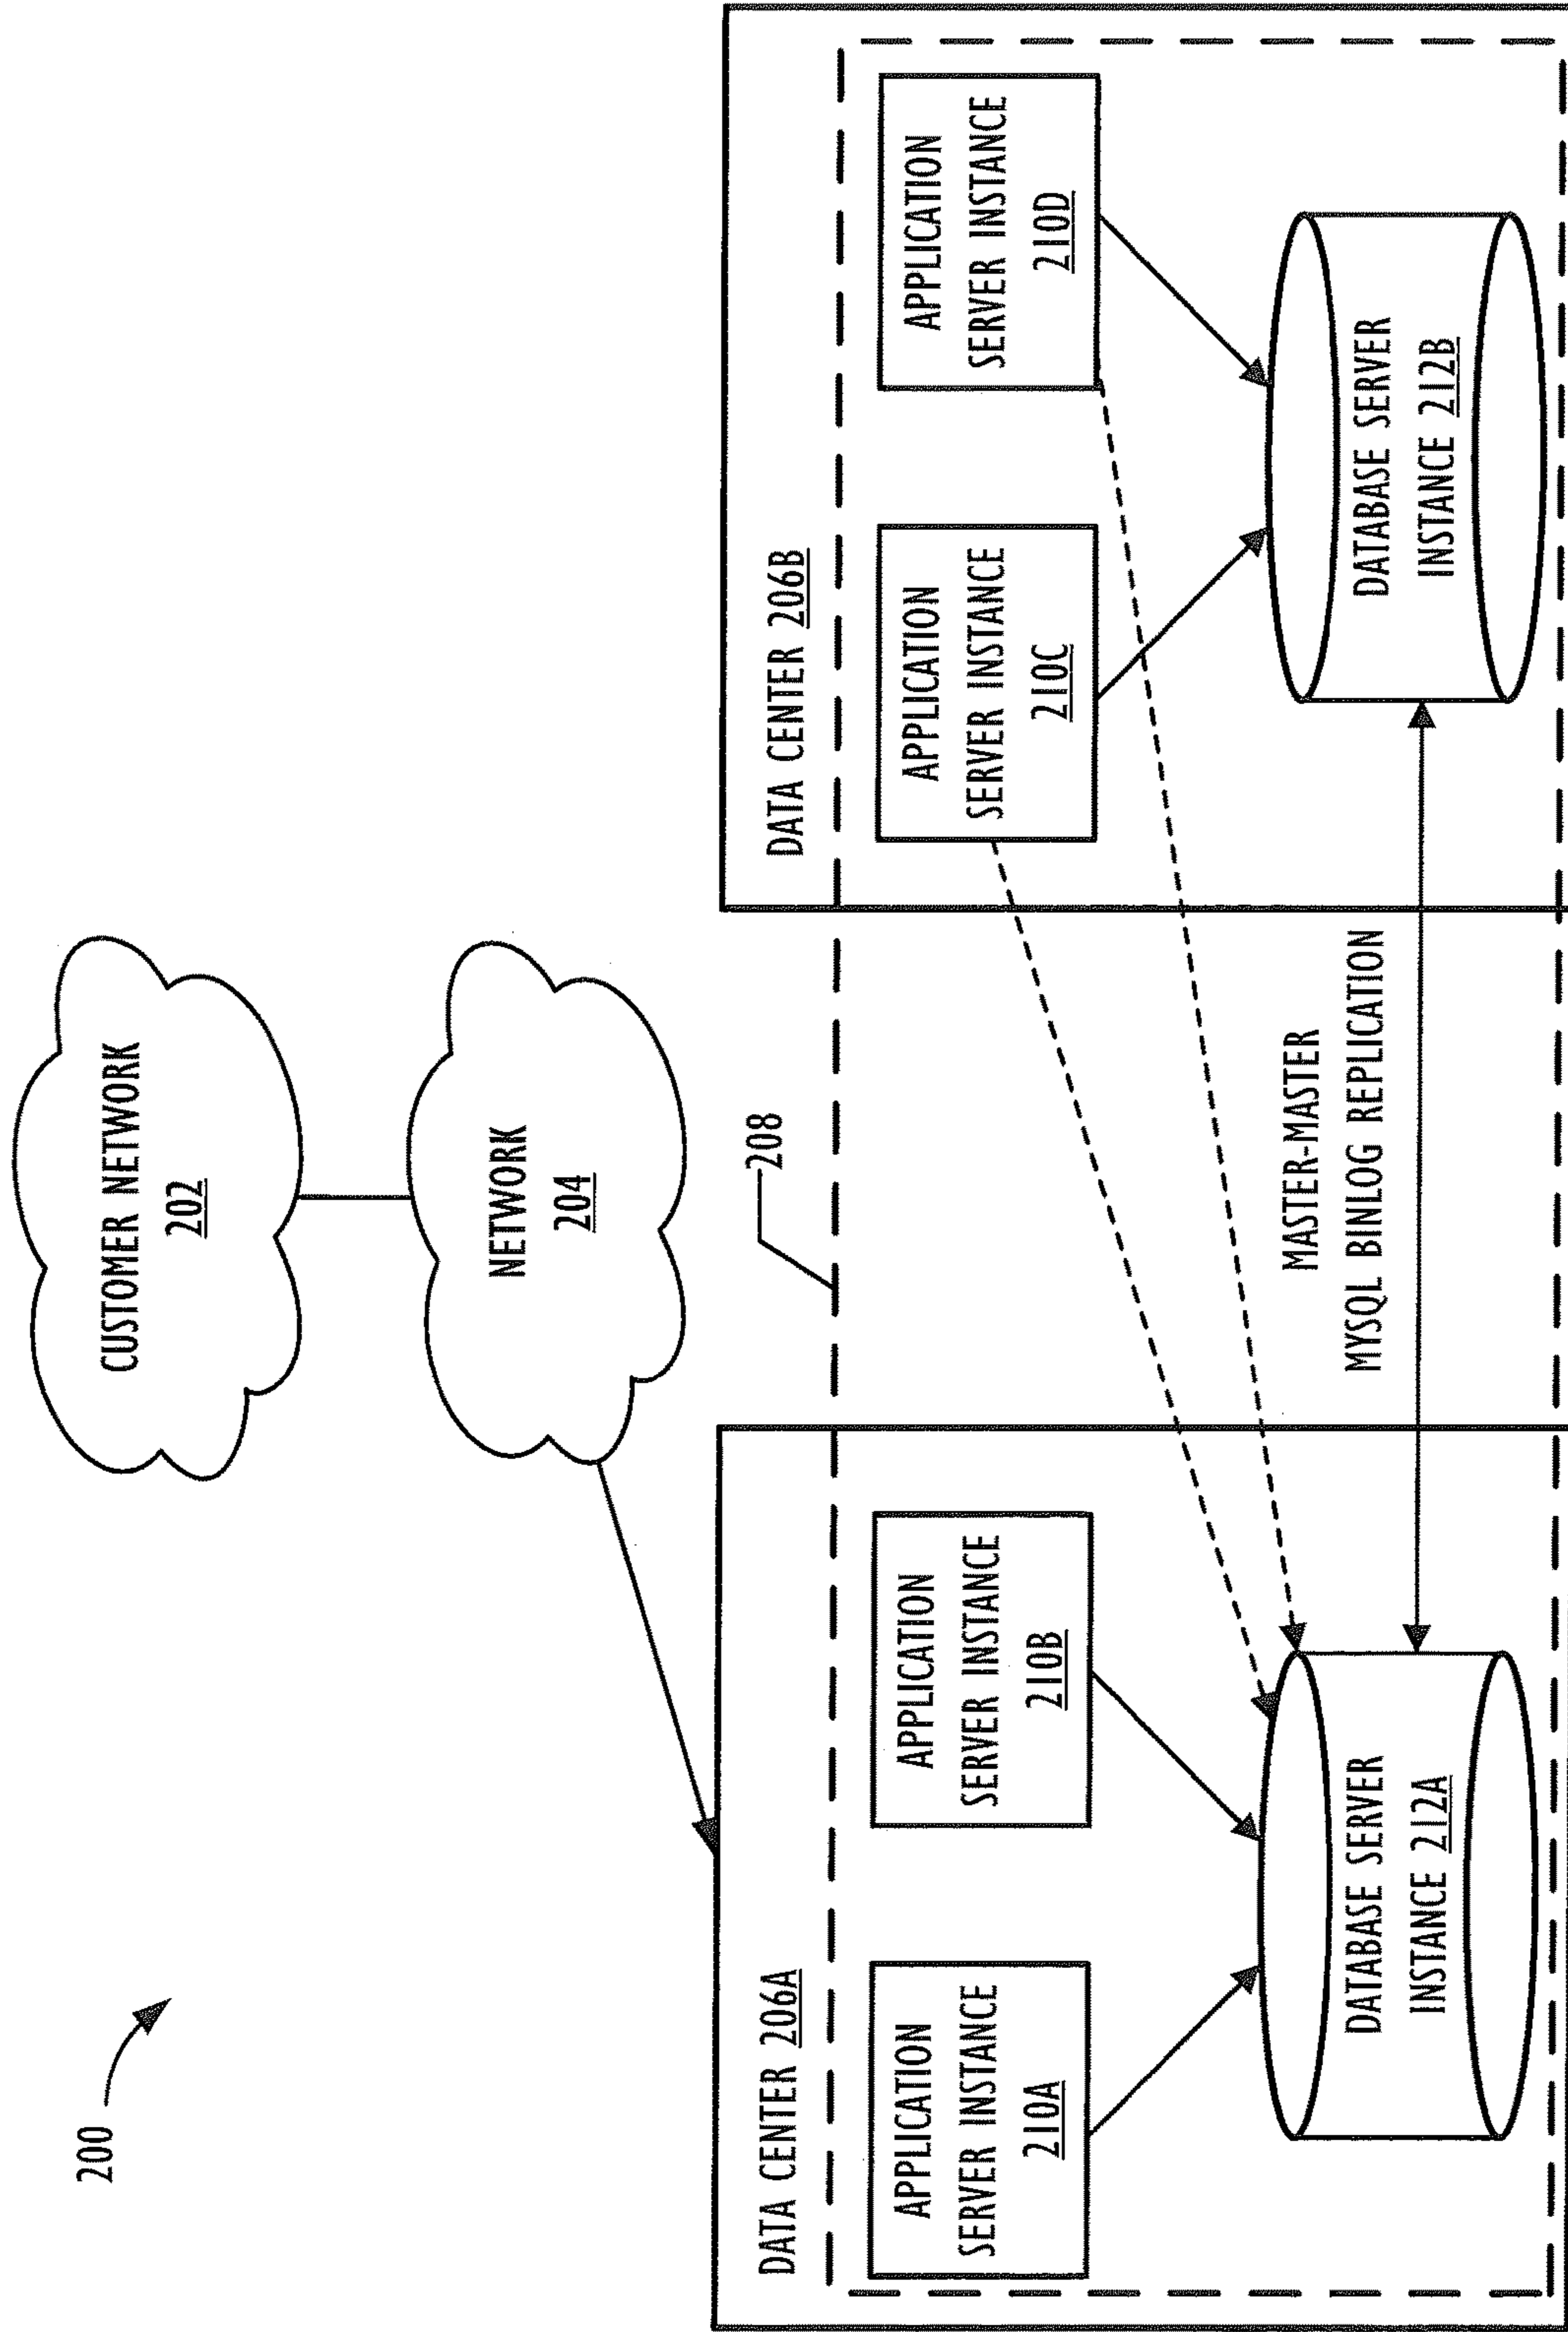 200
CUSTOMER NETWORK
202
NETWORK
204
208
DATA CENTER 206A
APPLICATION
SERVER INSTANCE
210A
APPLICATION
SERVER INSTANCE
210B
DATABASE SERVER
INSTANCE 212A
MASTER-MASTER
MYSQL BINLOG REPLICATION
DATA CENTER 206B
APPLICATION
SERVER INSTANCE
210C
APPLICATION
SERVER INSTANCE
210D
DATABASE SERVER
INSTANCE 212B